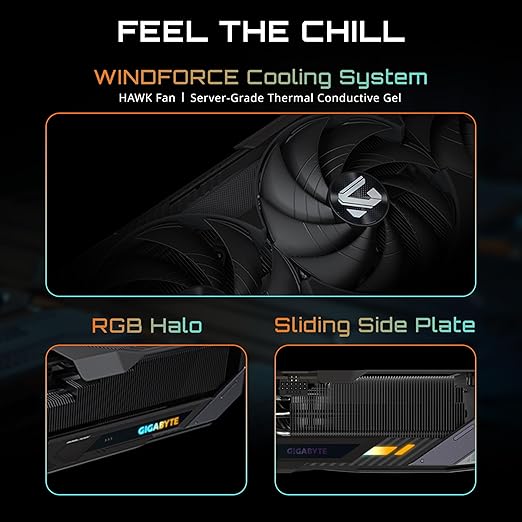 FEEL THE CHILL
WINDFORCE Cooling System
HAWK Fan | Server-Grade Thermal Conductive Gel
RGB Halo
Sliding Side Plate
GIGABYTE
GIGABYTE